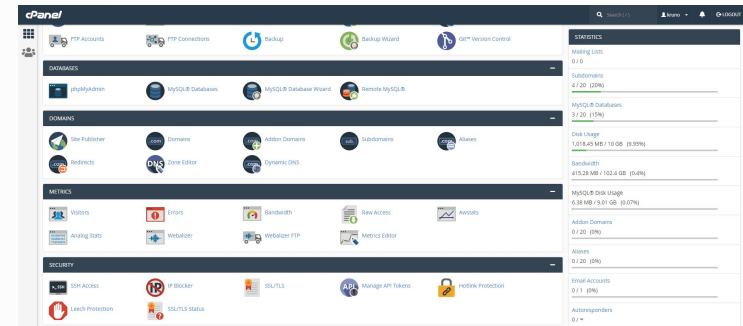 cPanel
Search ( / )
kruno
LOGOUT
FTP Accounts
FTP Connections
Backup
Backup Wizard
Git™ Version Control
DATABASES
phpMyAdmin
MySQL® Databases
MySQL® Database Wizard
Remote MySQL®
DOMAINS
Site Publisher
Domains
Addon Domains
Subdomains
Aliases
Redirects
Zone Editor
Dynamic DNS
METRICS
Visitors
Errors
Bandwidth
Raw Access
Awstats
Analog Stats
Webalizer
Webalizer FTP
Metrics Editor
SECURITY
SSH Access
IP Blocker
SSL/TLS
Manage API Tokens
Hotlink Protection
Leech Protection
SSL/TLS Status
STATISTICS
Mailing Lists
0 / 0
Subdomains
4 / 20 (20%)
MySQL® Databases
3 / 20 (15%)
Disk Usage
1,018.45 MB / 10 GB (9.95%)
Bandwidth
415.28 MB / 102.4 GB (0.4%)
MySQL® Disk Usage
6.38 MB / 9.01 GB (0.07%)
Addon Domains
0 / 20 (0%)
Aliases
0 / 20 (0%)
Email Accounts
0 / 1 (0%)
Autoresponders
0 / ∞